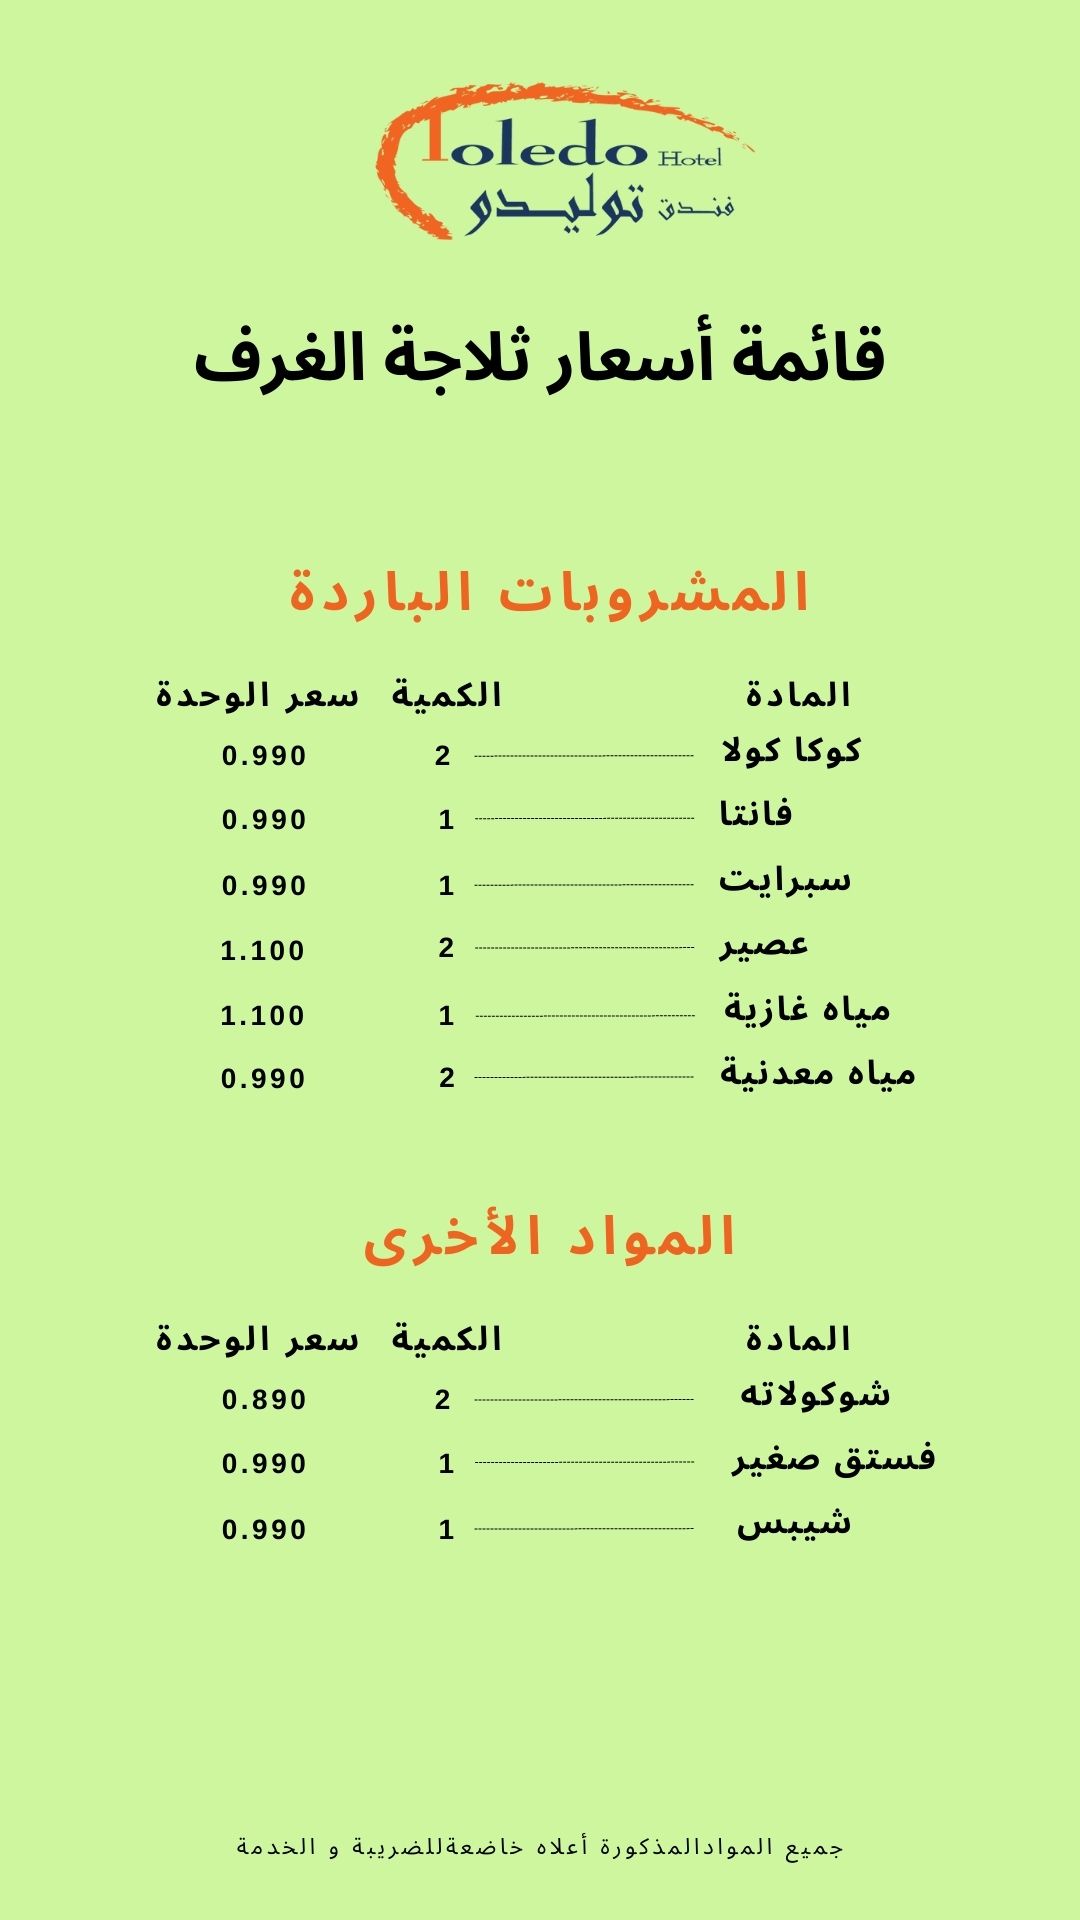 Toledo Hotel
فندق توليدو
قائمة أسعار ثلاجة الغرف
المشروبات الباردة
المادة الكمية سعر الوحدة
كوكا كولا 2 0.990
فانتا 1 0.990
سبرايت 1 0.990
عصير 2 1.100
مياه غازية 1 1.100
مياه معدنية 2 0.990
المواد الأخرى
المادة الكمية سعر الوحدة
شوكولاته 2 0.890
فستق صغير 1 0.990
شيبس 1 0.990
جميع الموادالمذكورة أعلاه خاضعةللضريبة و الخدمة